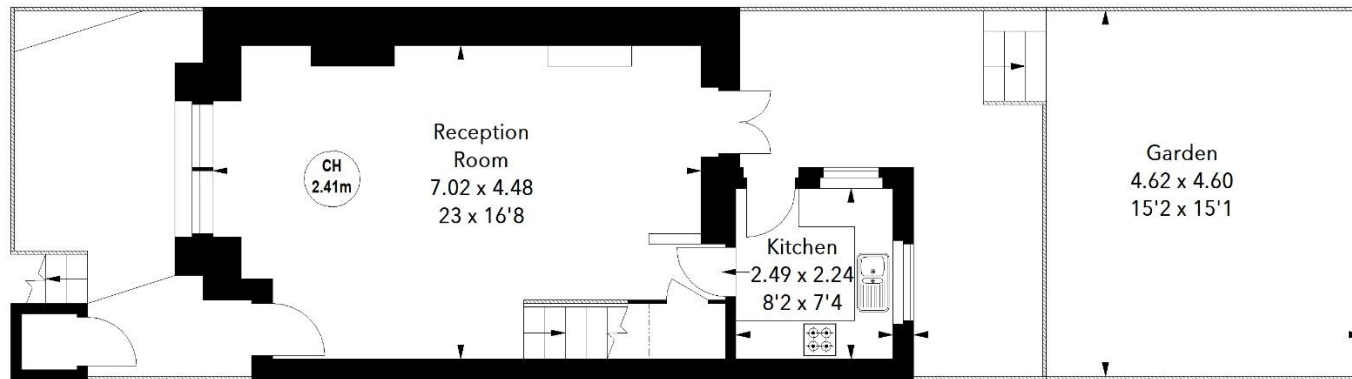 CH
2.41m
Reception
Room
7.02 x 4.48
23 x 16'8
Kitchen
2.49 x 2.24
8'2 x 7'4
Garden
4.62 x 4.60
15'2 x 15'1